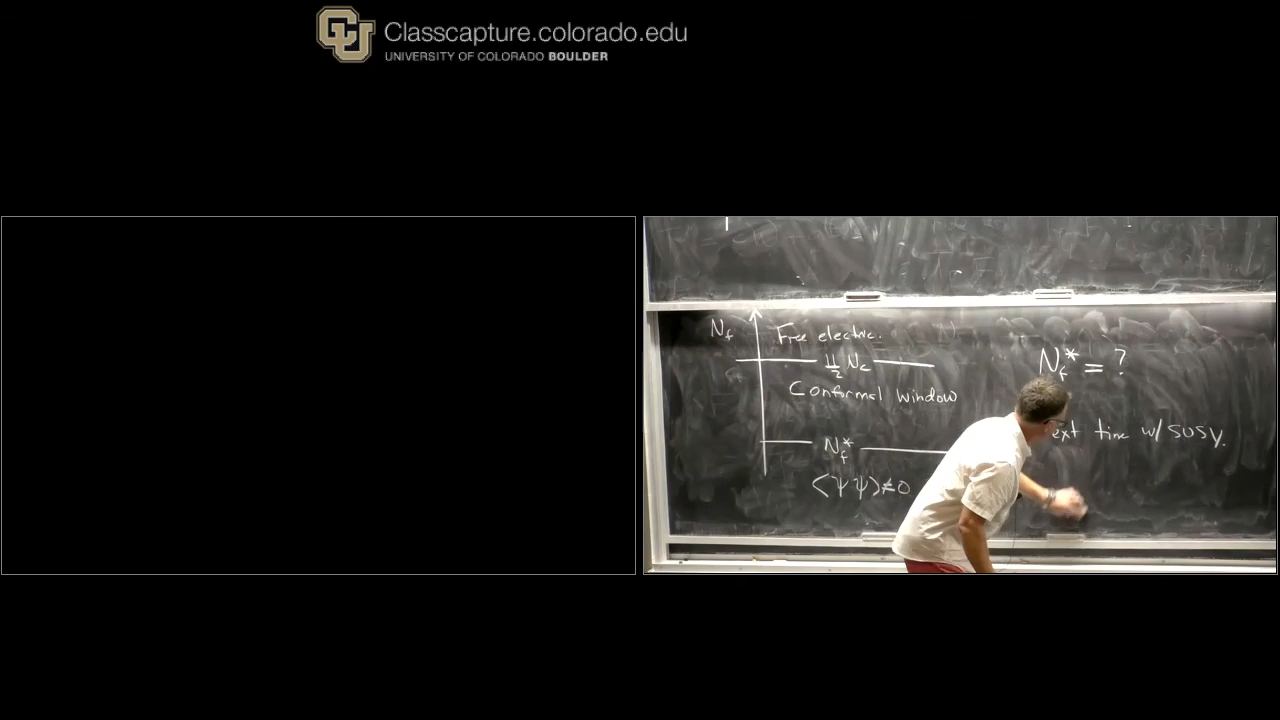 Classcapture.colorado.edu
UNIVERSITY OF COLORADO BOULDER
N_f
Free electric.
11/2 N_c
Conformal window
N_f^*
<ψψ>≠0
N_f^* = ?
time w/ SUSY.